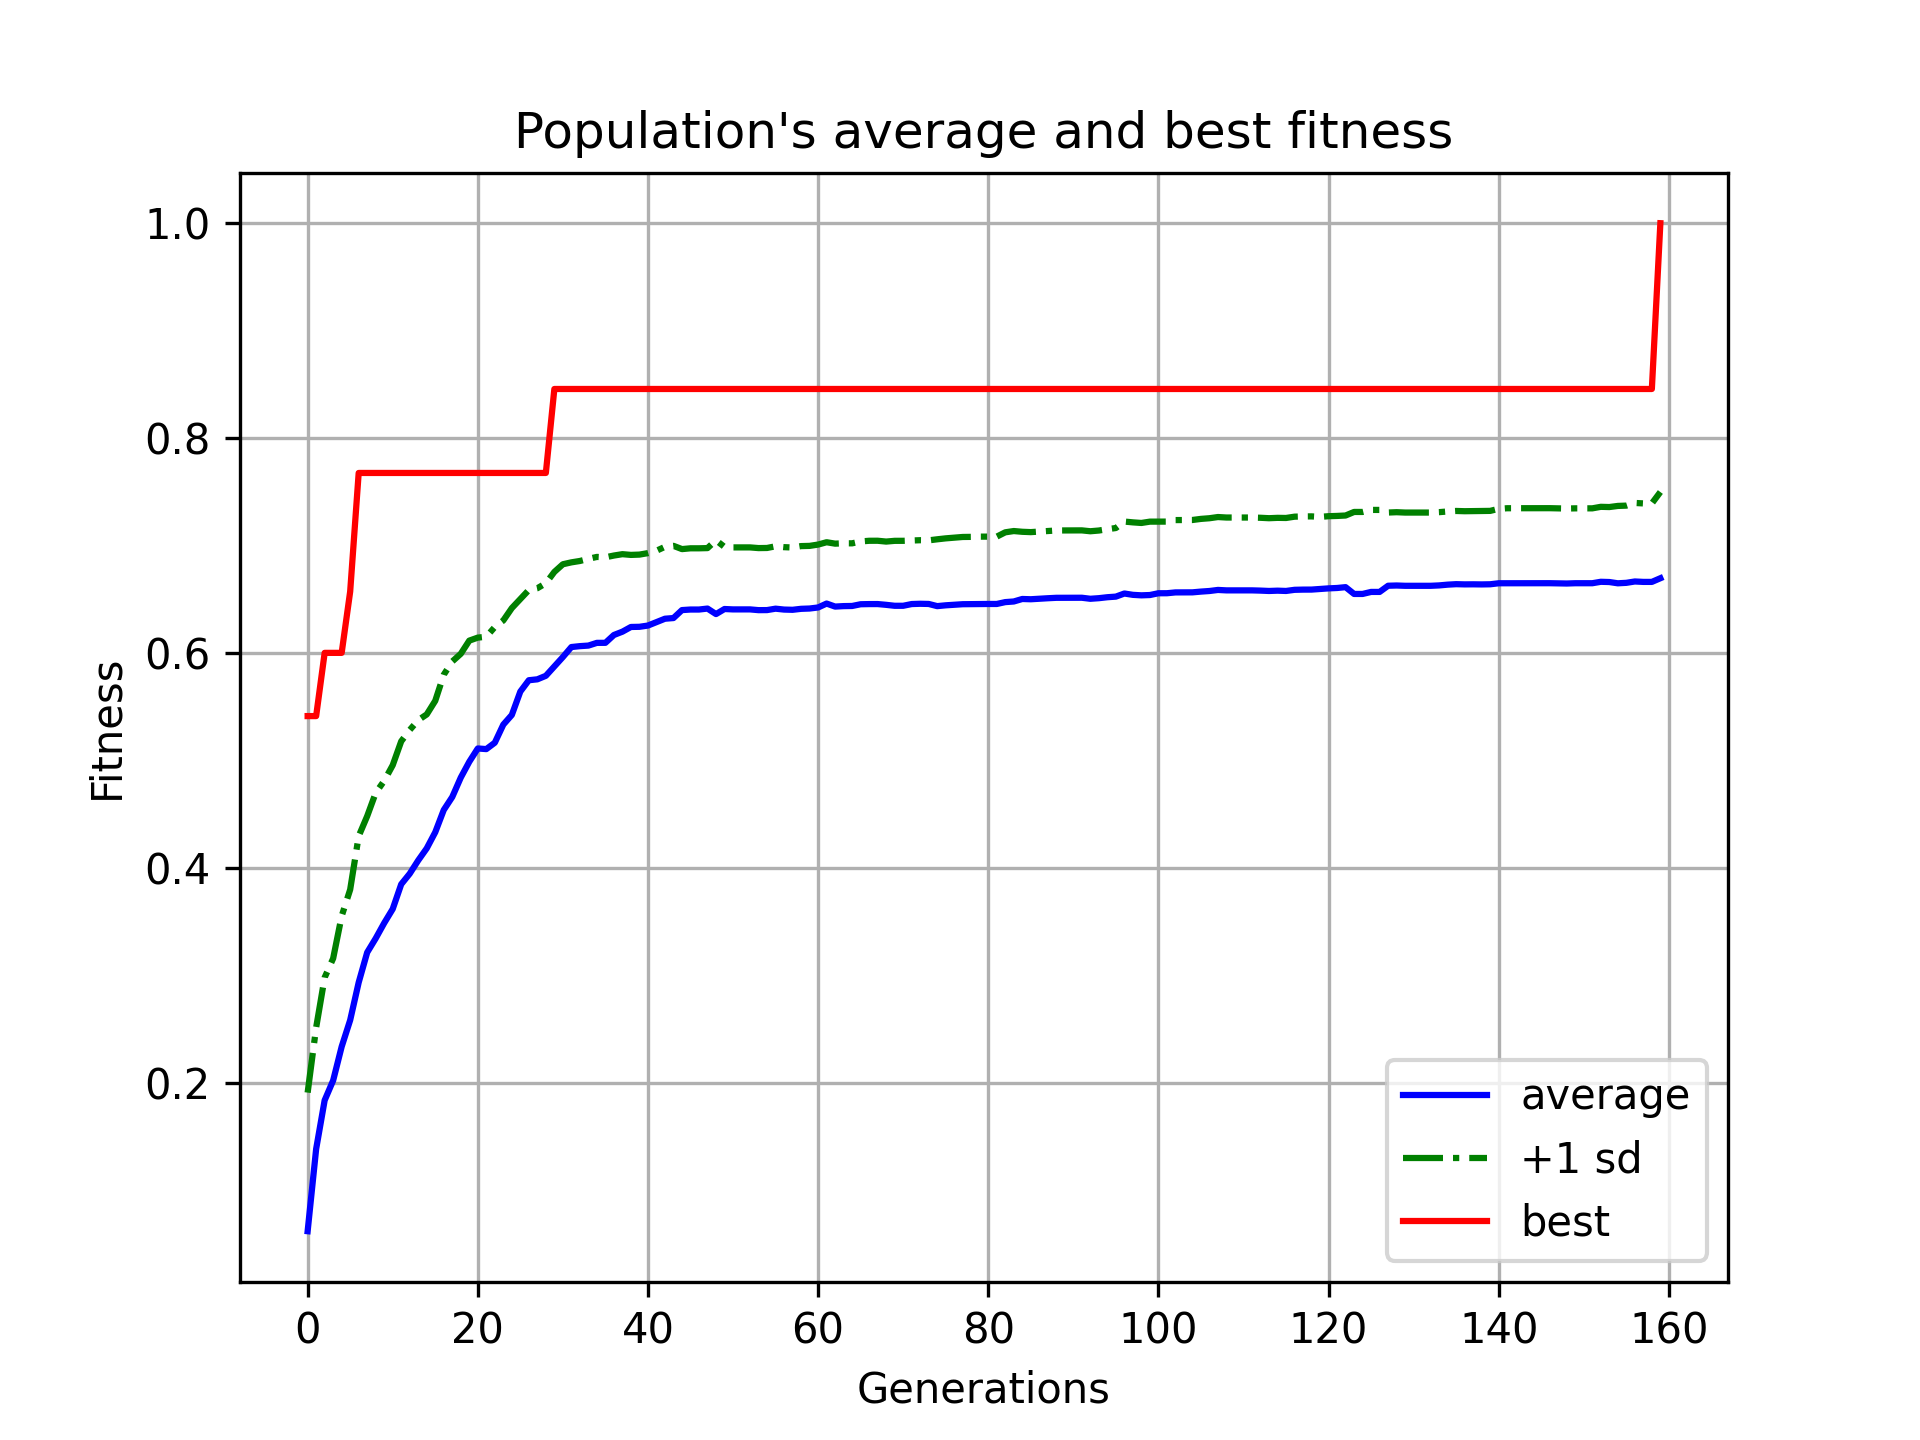 Population's average and best fitness
1.0
0.8
0.6
0.4
0.2
Fitness
0 20 40 60 80 100 120 140 160
Generations
average
+1 sd
best